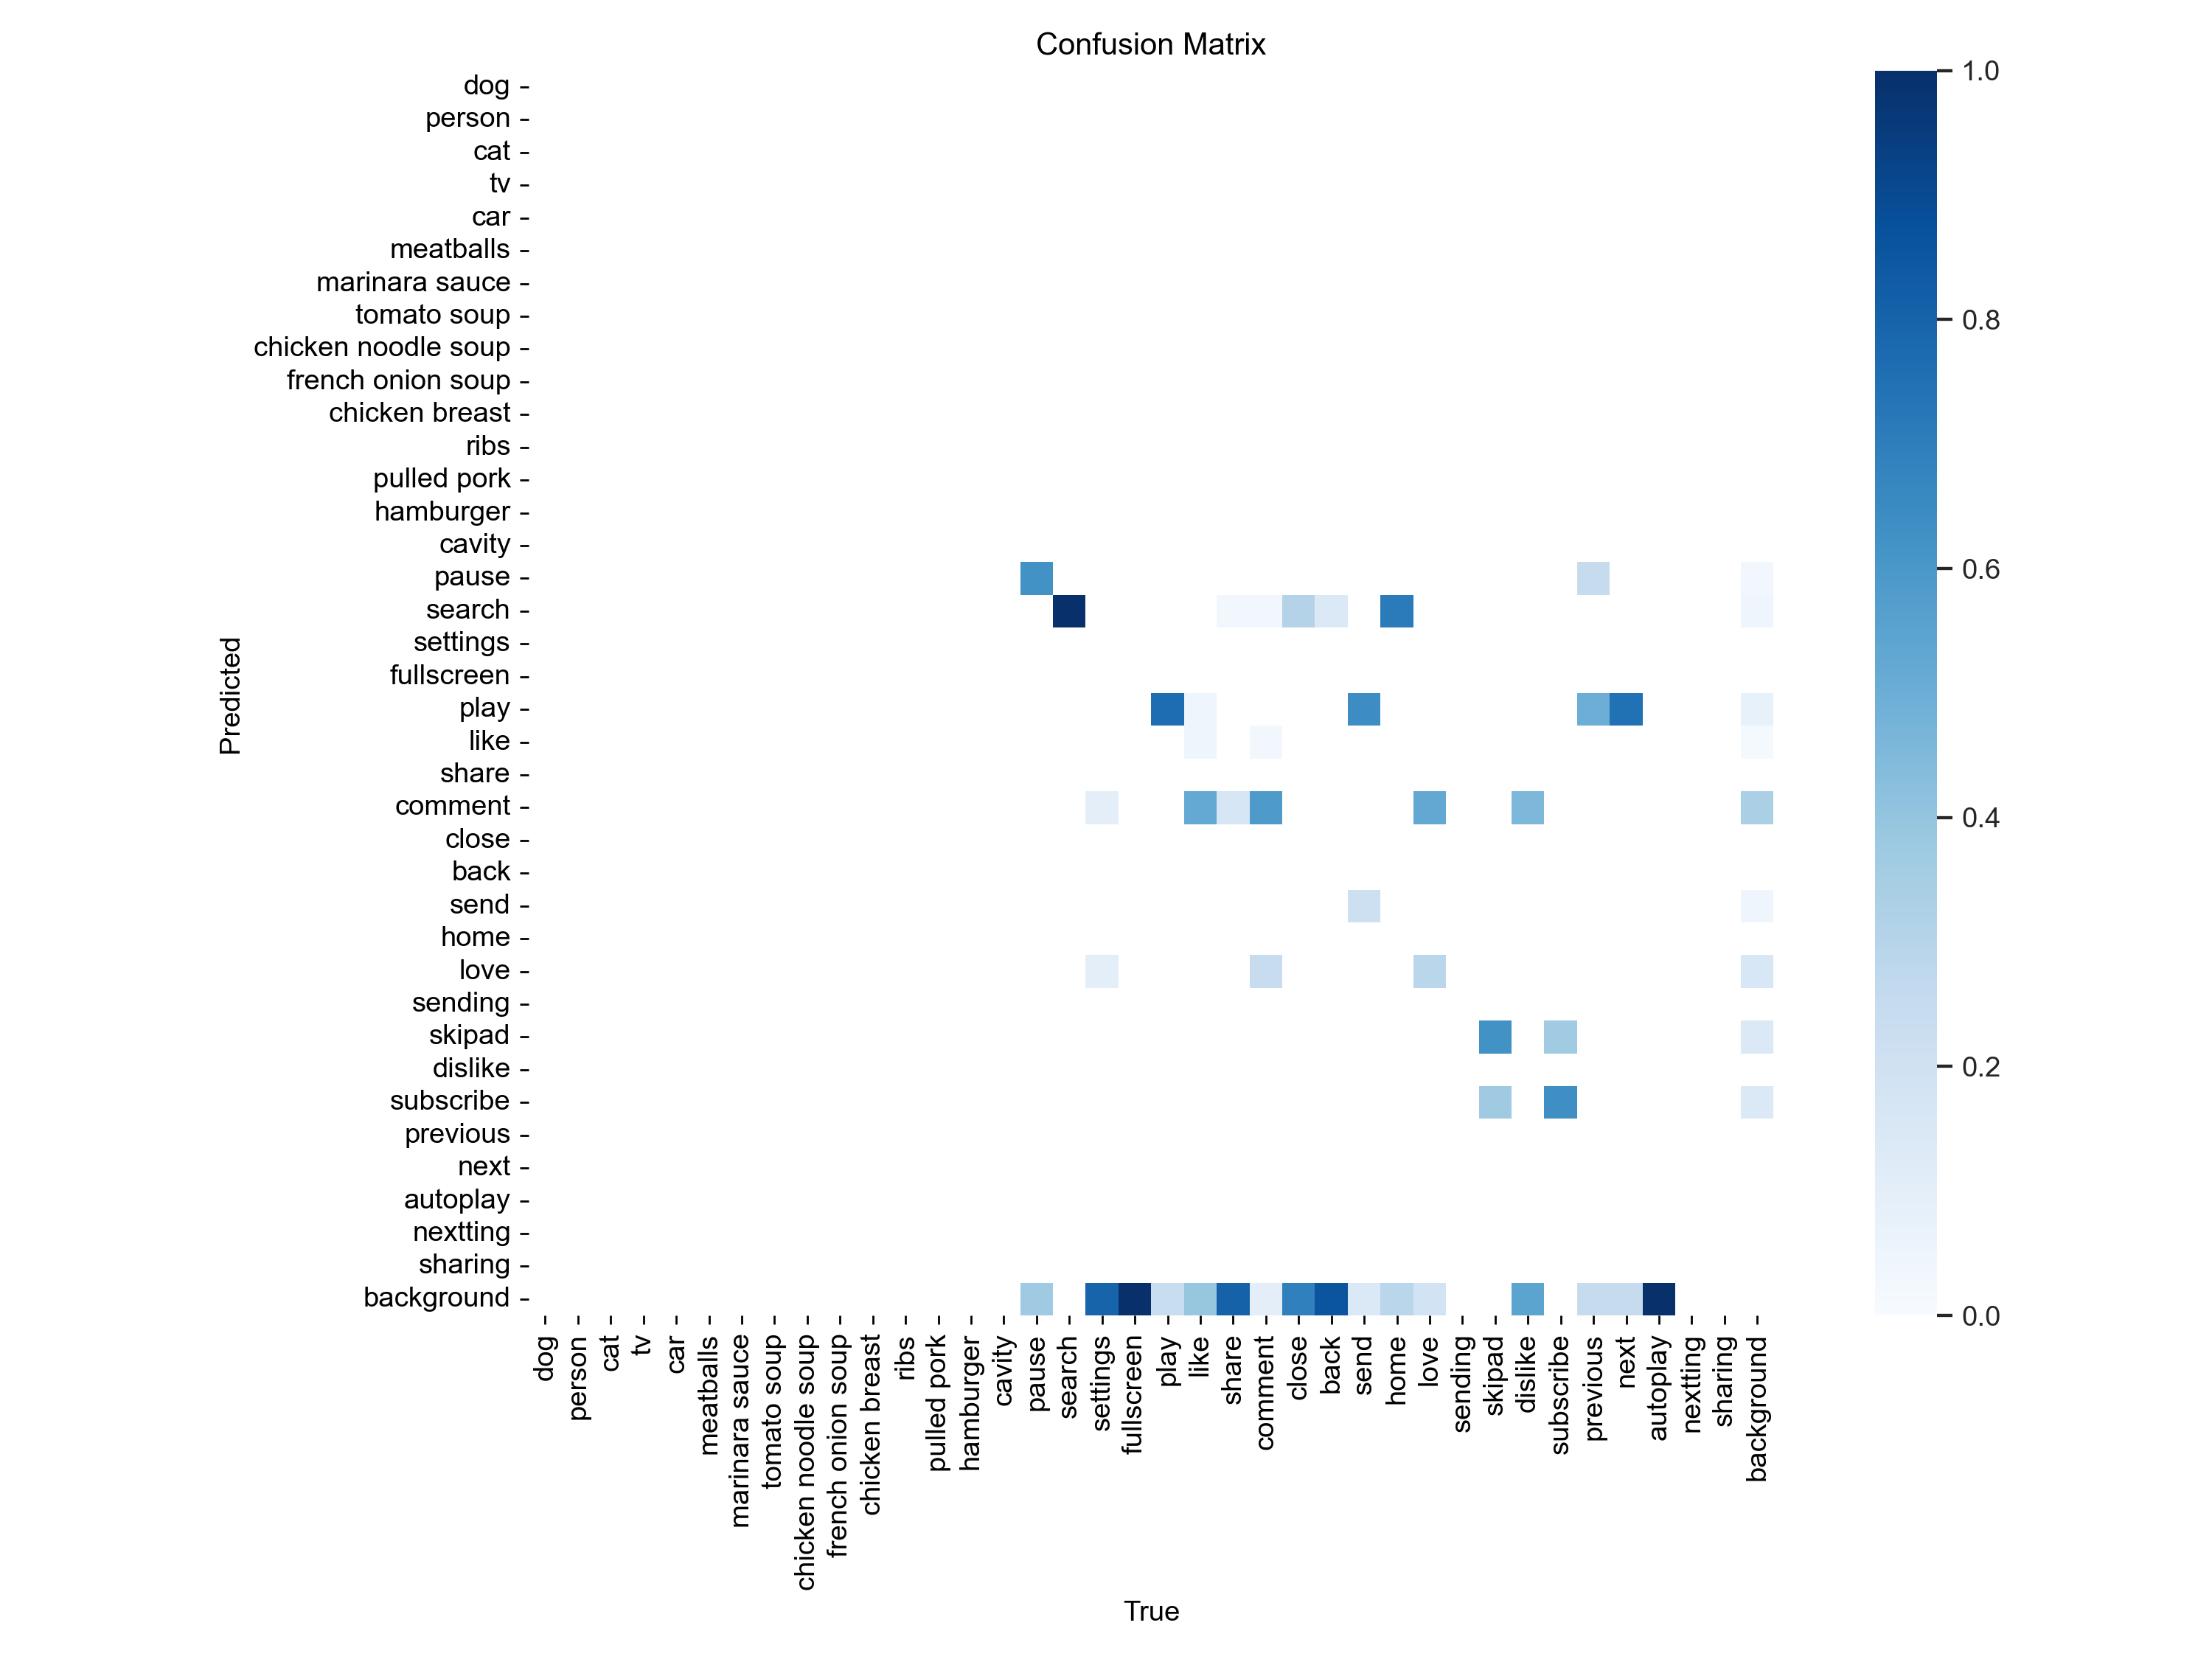 Confusion Matrix
dog
person
cat
tv
car
meatballs
marinara sauce
tomato soup
chicken noodle soup
french onion soup
chicken breast
ribs
pulled pork
hamburger
cavity
pause
search
settings
fullscreen
play
like
share
comment
close
back
send
home
love
sending
skipad
dislike
subscribe
previous
next
autoplay
nextting
sharing
background
Predicted
dog
person
cat
tv
car
meatballs
marinara sauce
tomato soup
chicken noodle soup
french onion soup
chicken breast
ribs
pulled pork
hamburger
cavity
pause
search
settings
fullscreen
play
like
share
comment
close
back
send
home
love
sending
skipad
dislike
subscribe
previous
next
autoplay
nextting
sharing
background
True
1.0
0.8
0.6
0.4
0.2
0.0